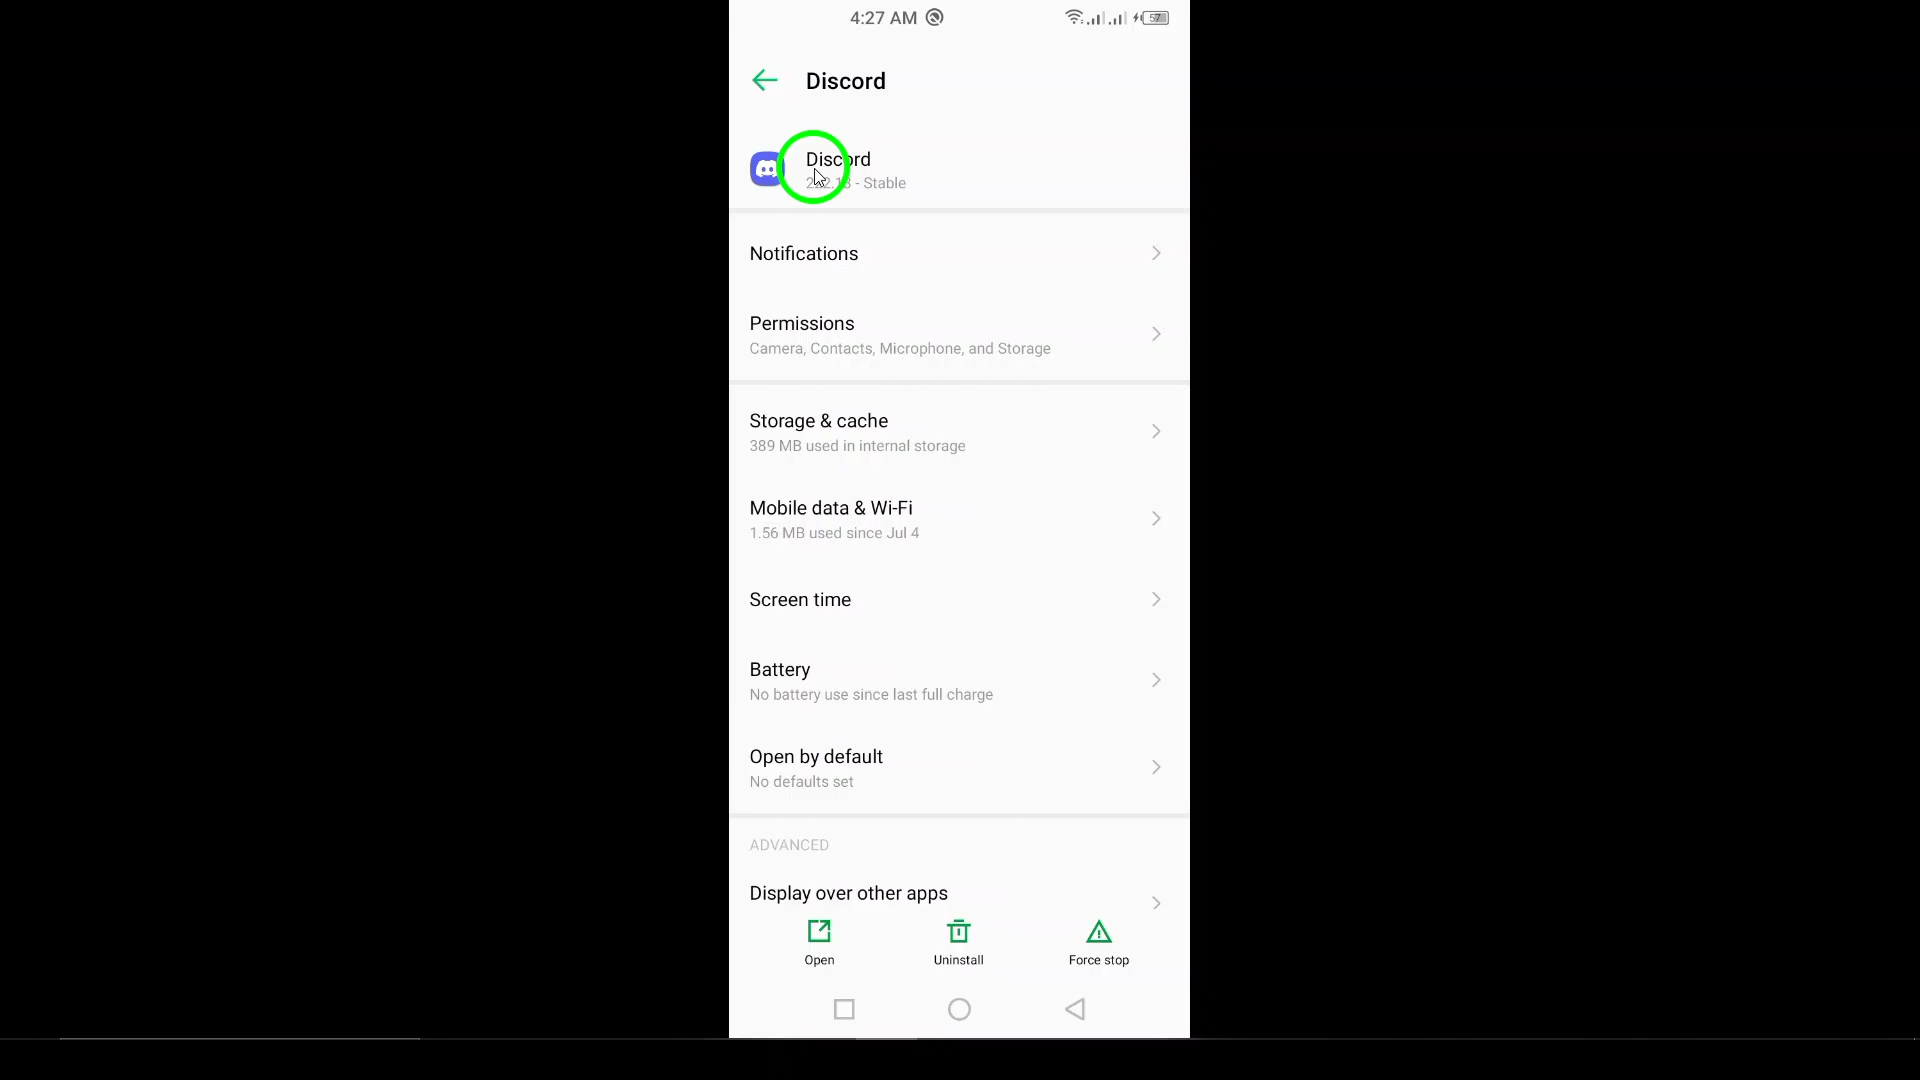 4:27 AM
57
Discord
Discord
- Stable
Notifications
Permissions
Camera, Contacts, Microphone, and Storage
Storage & cache
389 MB used in internal storage
Mobile data & Wi-Fi
1.56 MB used since Jul 4
Screen time
Battery
No battery use since last full charge
Open by default
No defaults set
ADVANCED
Display over other apps
Open
Uninstall
Force stop